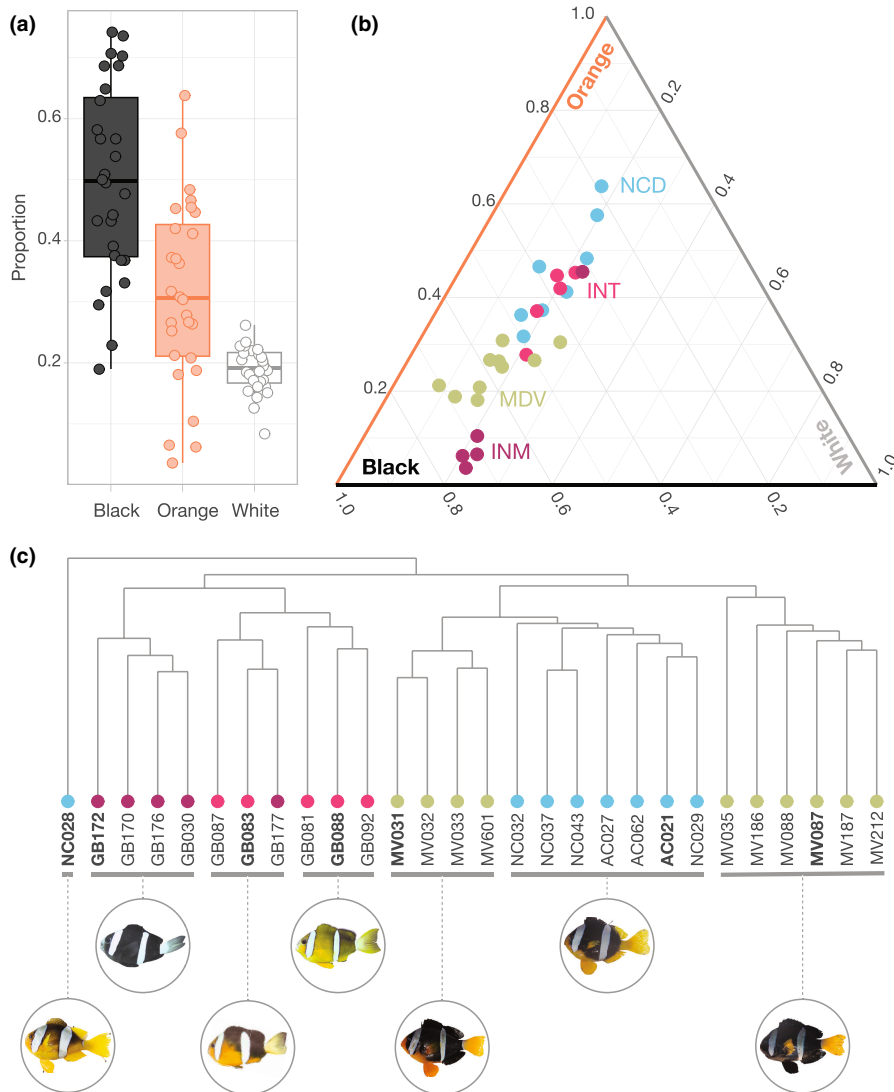 (a)
Proportion
0.6
0.4
0.2
Black Orange White
(b)
1.0
0.8
0.6
0.4
0.2
Orange
0.2
0.4
0.6
0.8
1.0
White
NCD
INT
MDV
INM
Black
1.0 0.8 0.6 0.4 0.2
(c)
NC028
GB172
GB170
GB176
GB030
GB087
GB083
GB177
GB081
GB088
GB092
MV031
MV032
MV033
MV601
NC032
NC037
NC043
AC027
AC062
AC021
NC029
MV035
MV186
MV088
MV087
MV187
MV212